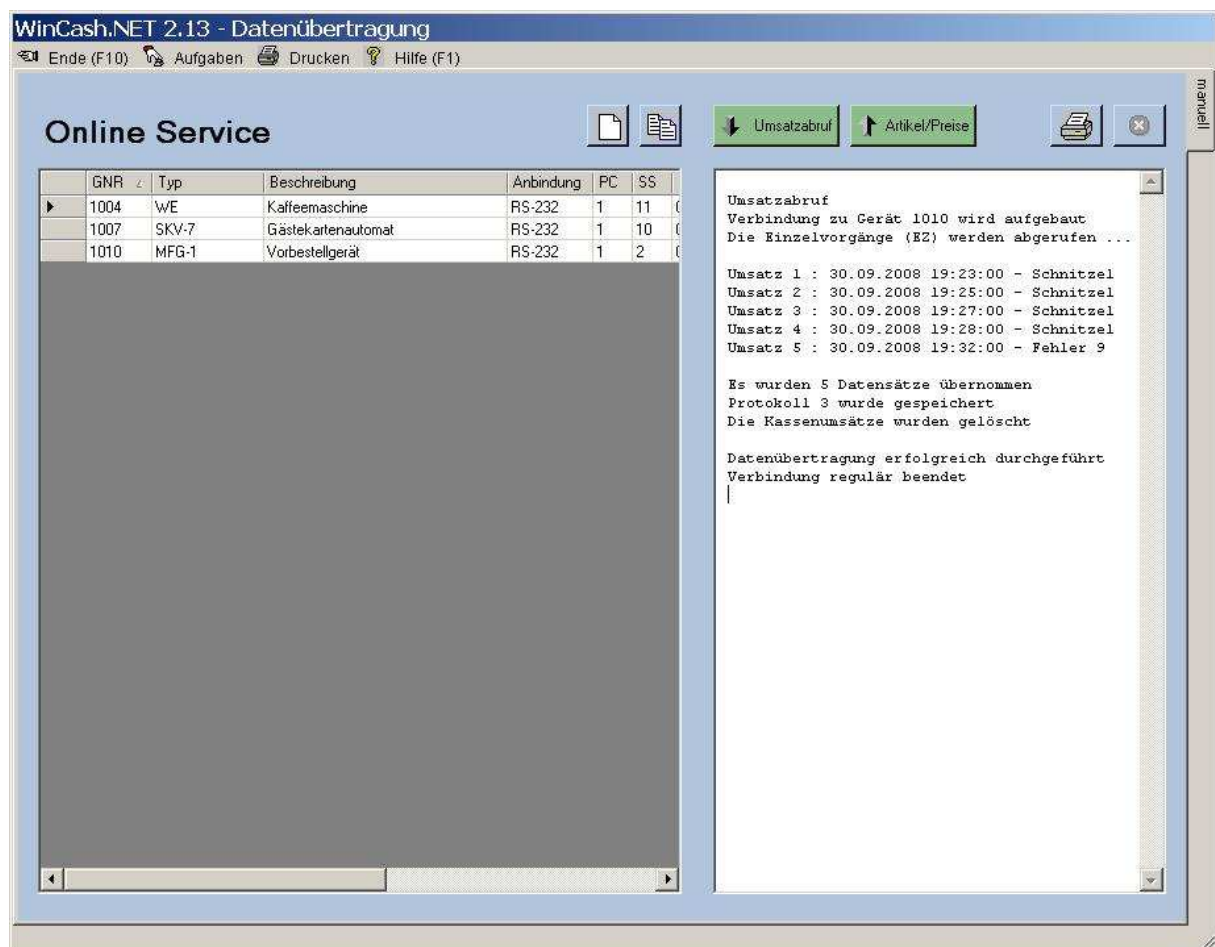 WinCash.NET 2.13 - Datenübertragung
Ende (F10) Aufgaben Drucken Hilfe (F1)
manuell
Online Service
Umsatzabruf Artikel/Preise
GNR Typ Beschreibung Anbindung PC SS
1004 WE Kaffeemaschine RS-232 1 11
1007 SKV-7 Gästekartenautomat RS-232 1 10
1010 MFG-1 Vorbestellgerät RS-232 1 2
Umsatzabruf
Verbindung zu Gerät 1010 wird aufgebaut
Die Einzelvorgänge (EZ) werden abgerufen ...
Umsatz 1 : 30.09.2008 19:23:00 - Schnitzel
Umsatz 2 : 30.09.2008 19:25:00 - Schnitzel
Umsatz 3 : 30.09.2008 19:27:00 - Schnitzel
Umsatz 4 : 30.09.2008 19:28:00 - Schnitzel
Umsatz 5 : 30.09.2008 19:32:00 - Fehler 9
Es wurden 5 Datensätze übernommen
Protokoll 3 wurde gespeichert
Die Kassenumsätze wurden gelöscht
Datenübertragung erfolgreich durchgeführt
Verbindung regulär beendet